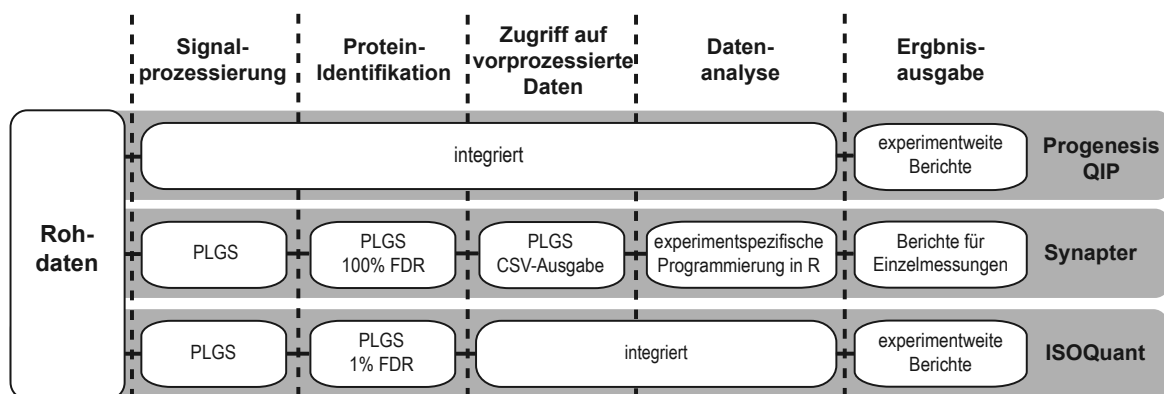 Signal-
prozessierung
Protein-
Identifikation
Zugriff auf
vorprozessierte
Daten
Daten-
analyse
Ergbnis-
ausgabe
Roh-
daten
integriert
experimentweite
Berichte
Progenesis
QIP
PLGS
PLGS
100% FDR
PLGS
CSV-Ausgabe
experimentspezifische
Programmierung in R
Berichte für
Einzelmessungen
Synapter
PLGS
PLGS
1% FDR
integriert
experimentweite
Berichte
ISOQuant